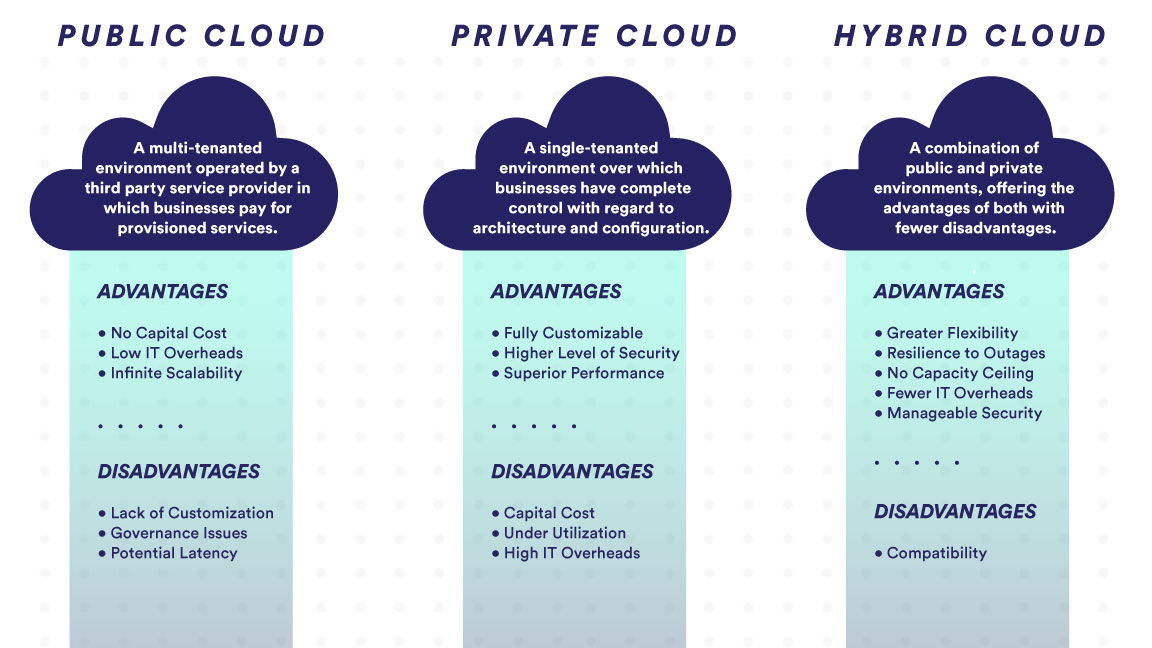 PUBLIC CLOUD
A multi-tenanted
environment operated by a
third party service provider in
which businesses pay for
provisioned services.
ADVANTAGES
• No Capital Cost
• Low IT Overheads
• Infinite Scalability
. . . . .
DISADVANTAGES
• Lack of Customization
• Governance Issues
• Potential Latency
PRIVATE CLOUD
A single-tenanted
environment over which
businesses have complete
control with regard to
architecture and configuration.
ADVANTAGES
• Fully Customizable
• Higher Level of Security
• Superior Performance
. . . . .
DISADVANTAGES
• Capital Cost
• Under Utilization
• High IT Overheads
HYBRID CLOUD
A combination of
public and private
environments, offering the
advantages of both with
fewer disadvantages.
ADVANTAGES
• Greater Flexibility
• Resilience to Outages
• No Capacity Ceiling
• Fewer IT Overheads
• Manageable Security
. . . . .
DISADVANTAGES
• Compatibility